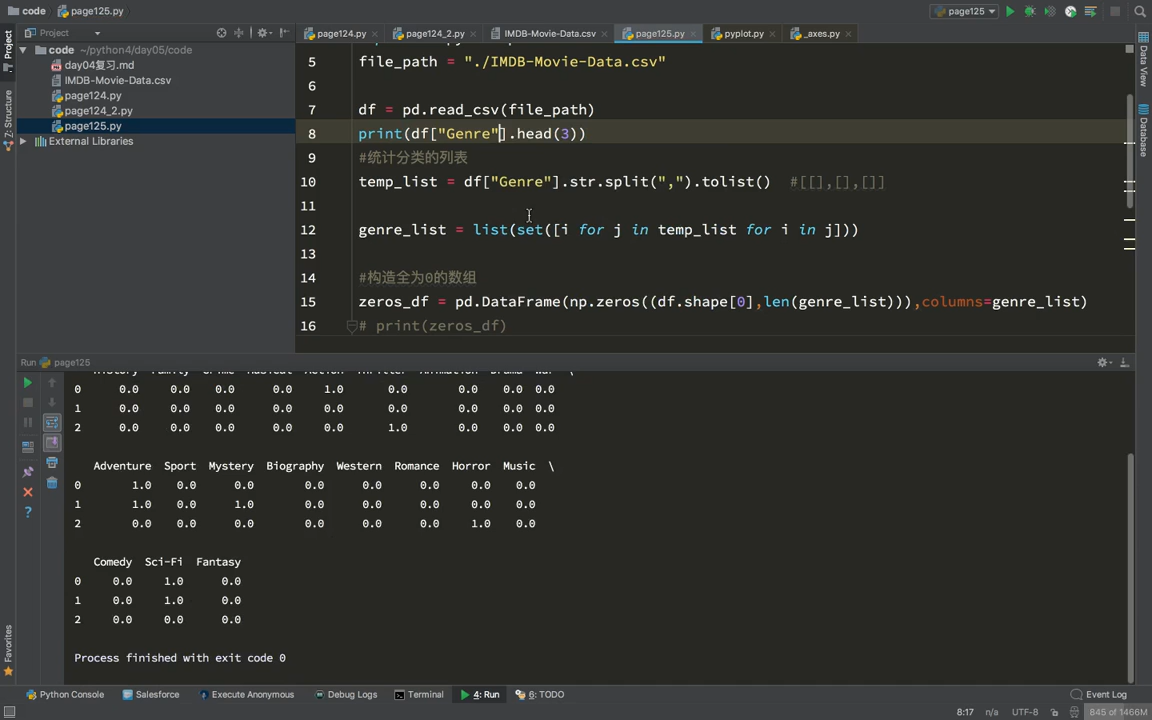 code page125.py
page125
Project
code ~/python4/day05/code
day04复习.md
IMDB-Movie-Data.csv
page124.py
page124_2.py
page125.py
External Libraries
1: Project
7: Structure
Favorites
page124.py page124_2.py IMDB-Movie-Data.csv page125.py pyplot.py _axes.py
5 file_path = "./IMDB-Movie-Data.csv"
6
7 df = pd.read_csv(file_path)
8 print(df["Genre"].head(3))
9 #统计分类的列表
10 temp_list = df["Genre"].str.split(",").tolist() #[[],[],[]]
11
12 genre_list = list(set([i for j in temp_list for i in j]))
13
14 #构造全为0的数组
15 zeros_df = pd.DataFrame(np.zeros((df.shape[0],len(genre_list))),columns=genre_list)
16 # print(zeros_df)
Data View
Database
Run page125
History Family Crime Musical Action Thriller Animation Drama War \
0 0.0 0.0 0.0 0.0 1.0 0.0 0.0 0.0 0.0
1 0.0 0.0 0.0 0.0 0.0 0.0 0.0 0.0 0.0
2 0.0 0.0 0.0 0.0 0.0 1.0 0.0 0.0 0.0
Adventure Sport Mystery Biography Western Romance Horror Music \
0 1.0 0.0 0.0 0.0 0.0 0.0 0.0 0.0
1 1.0 0.0 1.0 0.0 0.0 0.0 0.0 0.0
2 0.0 0.0 0.0 0.0 0.0 0.0 1.0 0.0
Comedy Sci-Fi Fantasy
0 0.0 1.0 0.0
1 0.0 1.0 0.0
2 0.0 0.0 0.0
Process finished with exit code 0
Python Console Salesforce Execute Anonymous Debug Logs Terminal 4: Run 6: TODO Event Log
8:17 n/a UTF-8 845 of 1466M